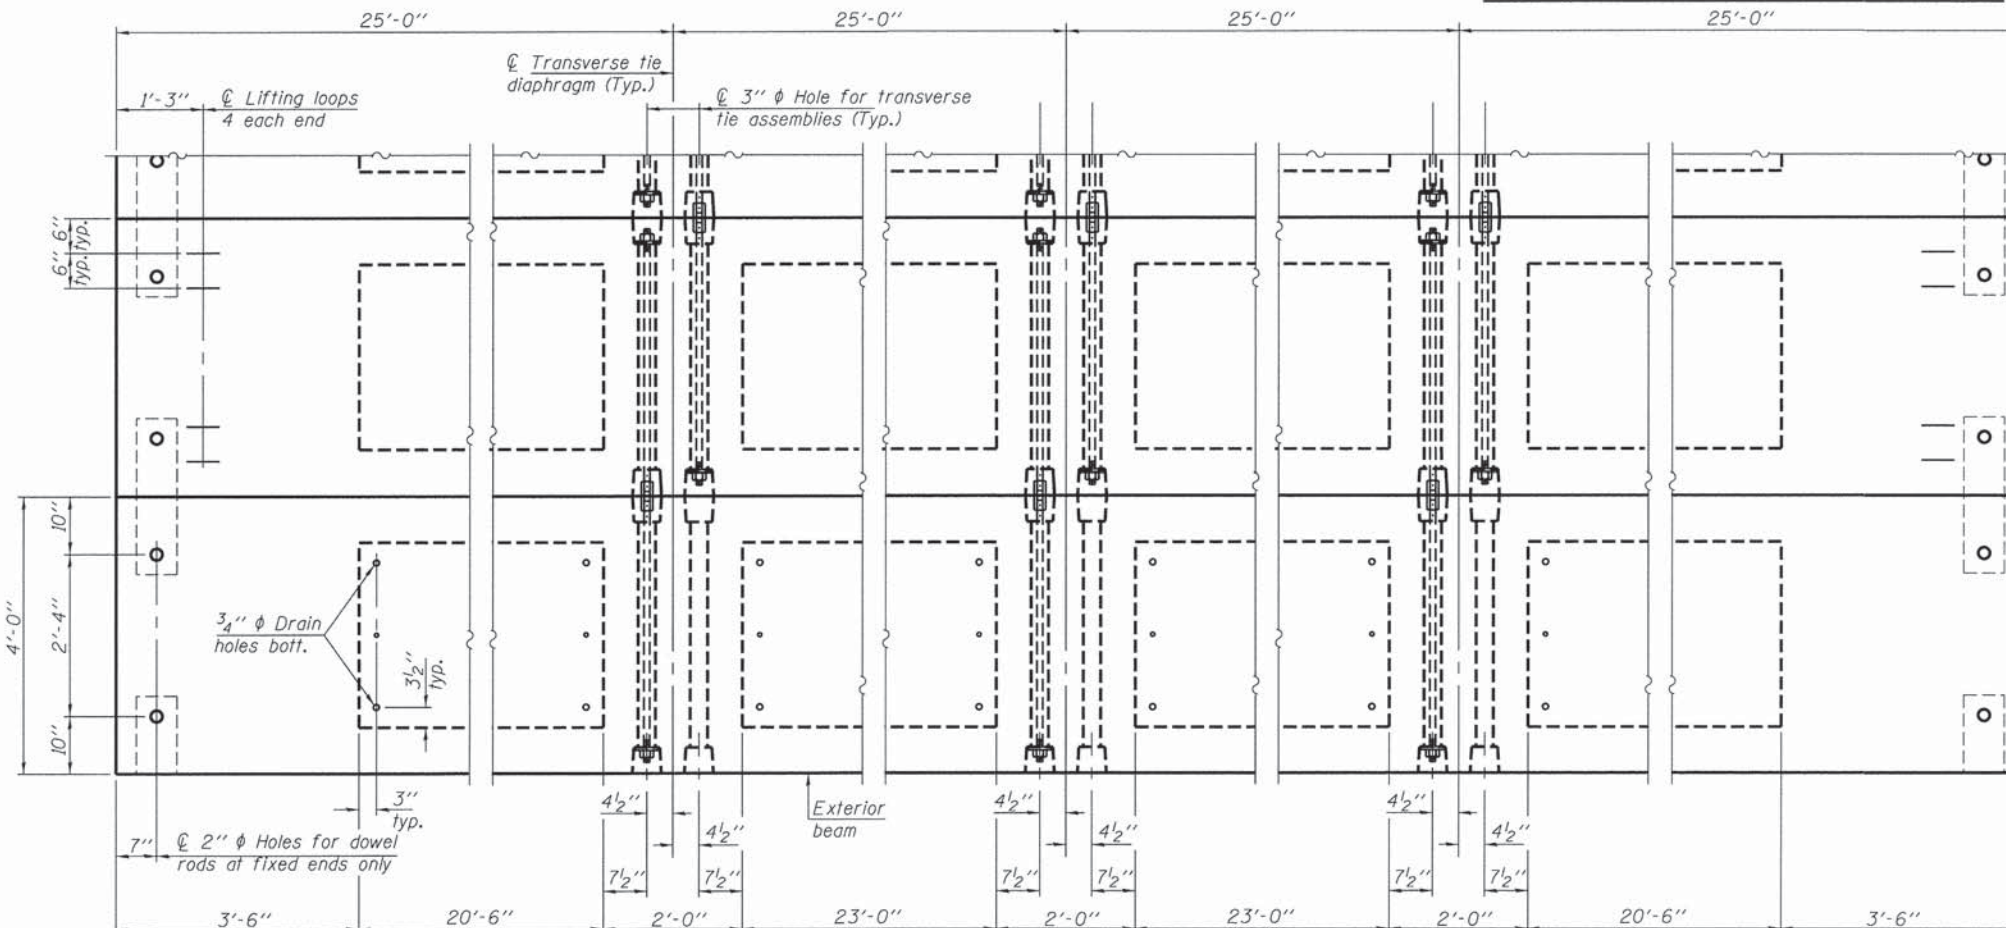 25'-0"
25'-0"
25'-0"
25'-0"
℄ Transverse tie
diaphragm (Typ.)
1'-3"
℄ Lifting loops
4 each end
℄ 3" ϕ Hole for transverse
tie assemblies (Typ.)
6"
typ.
6"
typ.
4'-0"
10"
2'-4"
10"
3/4" ϕ Drain
holes bott.
3 1/2"
typ.
3"
typ.
7"
℄ 2" ϕ Holes for dowel
rods at fixed ends only
4 1/2"
4 1/2"
7 1/2"
7 1/2"
Exterior
beam
4 1/2"
4 1/2"
7 1/2"
7 1/2"
4 1/2"
4 1/2"
7 1/2"
7 1/2"
3'-6"
20'-6"
2'-0"
23'-0"
2'-0"
23'-0"
2'-0"
20'-6"
3'-6"